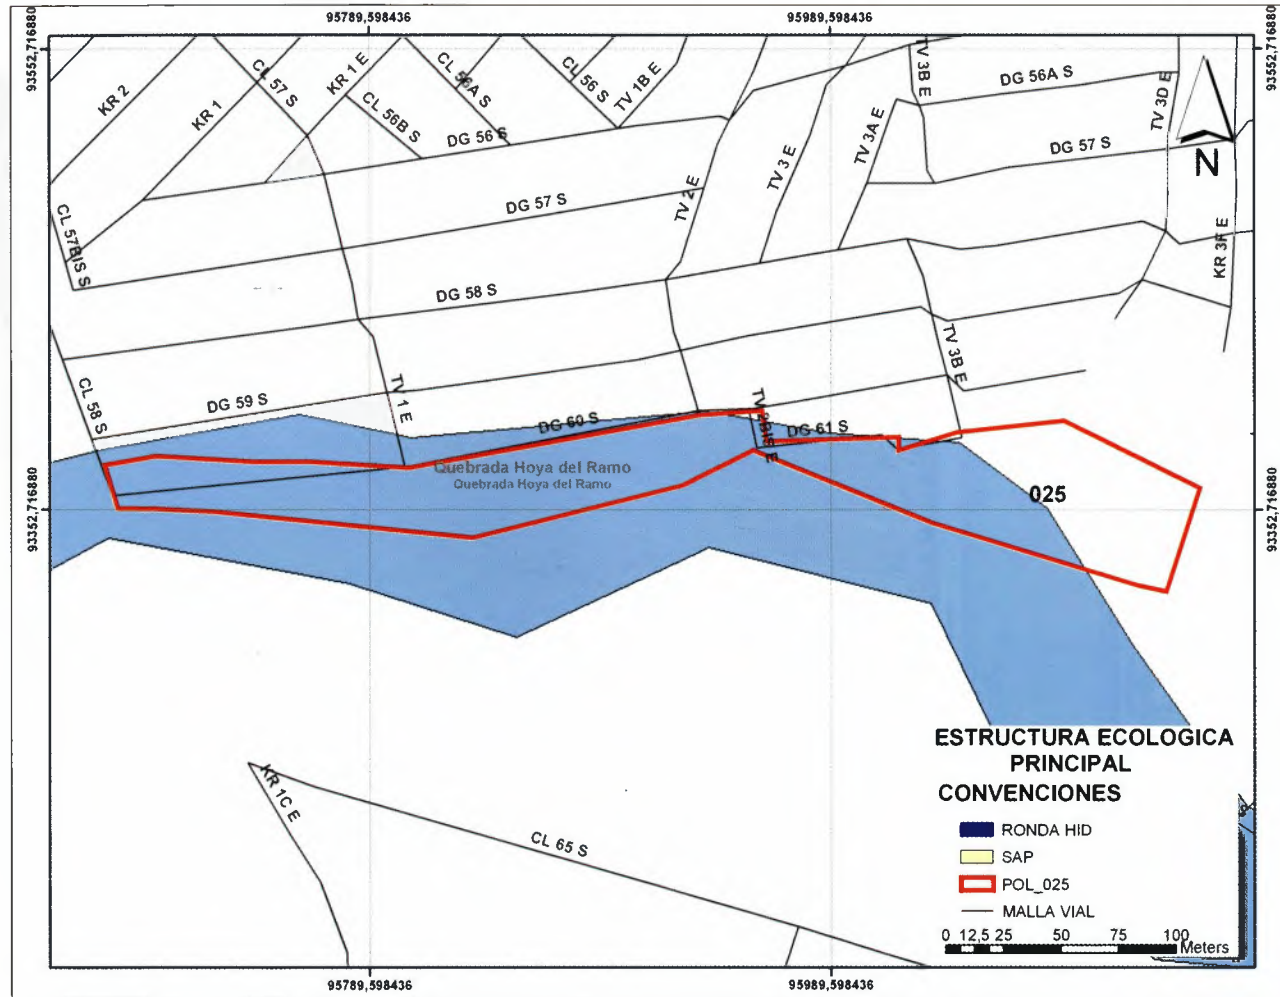 95789,598436
95989,598436
93552,716880
93552,716880
KR 2
KR 1
CL 57 S
KR 1 E
CL 56B S
CL 56A S
CL 56 S
TV 1B E
TV 3B E
DG 56A S
TV 3D E
N
DG 56 S
TV 3 E
TV 3A E
DG 57 S
TV 2 E
DG 57 S
CL 57BIS S
KR 3F E
DG 58 S
TV 3B E
CL 58 S
TV 1 E
DG 59 S
TV 2BIS E
DG 60 S
DG 61 S
Quebrada Hoya del Ramo
Quebrada Hoya del Ramo
025
93352,716880
93352,716880
KR 1C E
CL 65 S
ESTRUCTURA ECOLOGICA
PRINCIPAL
CONVENCIONES
RONDA HID
SAP
POL_025
MALLA VIAL
0 12,5 25 50 75 100
Meters
95789,598436
95989,598436